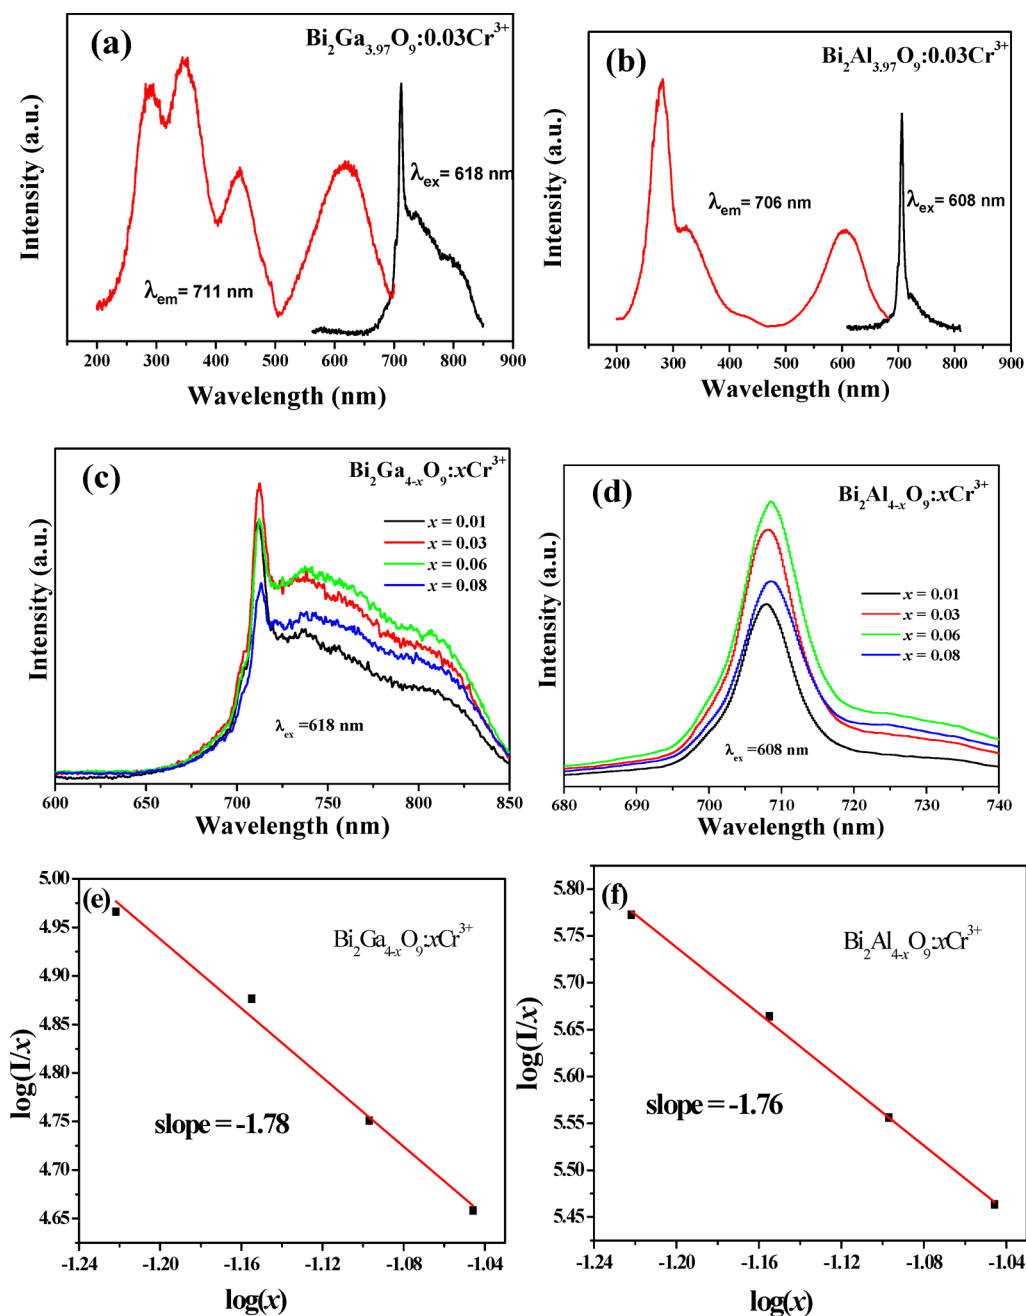 (a)
Bi₂Ga₃.₉₇O₉:0.03Cr³⁺
λex= 618 nm
λem= 711 nm
Intensity (a.u.)
200 300 400 500 600 700 800 900
Wavelength (nm)
(b)
Bi₂Al₃.₉₇O₉:0.03Cr³⁺
λem= 706 nm
λex= 608 nm
Intensity (a.u.)
200 300 400 500 600 700 800 900
Wavelength (nm)
(c)
Bi₂Ga₄₋ₓO₉:xCr³⁺
x = 0.01
x = 0.03
x = 0.06
x = 0.08
λex =618 nm
Intensity (a.u.)
600 650 700 750 800 850
Wavelength (nm)
(d)
Bi₂Al₄₋ₓO₉:xCr³⁺
x = 0.01
x = 0.03
x = 0.06
x = 0.08
λex =608 nm
Intensity (a.u.)
680 690 700 710 720 730 740
Wavelength (nm)
(e)
Bi₂Ga₄₋ₓO₉:xCr³⁺
slope = -1.78
log(I/x)
5.00
4.95
4.90
4.85
4.80
4.75
4.70
4.65
-1.24 -1.20 -1.16 -1.12 -1.08 -1.04
log(x)
(f)
Bi₂Al₄₋ₓO₉:xCr³⁺
slope = -1.76
log(I/x)
5.80
5.75
5.70
5.65
5.60
5.55
5.50
5.45
-1.24 -1.20 -1.16 -1.12 -1.08 -1.04
log(x)